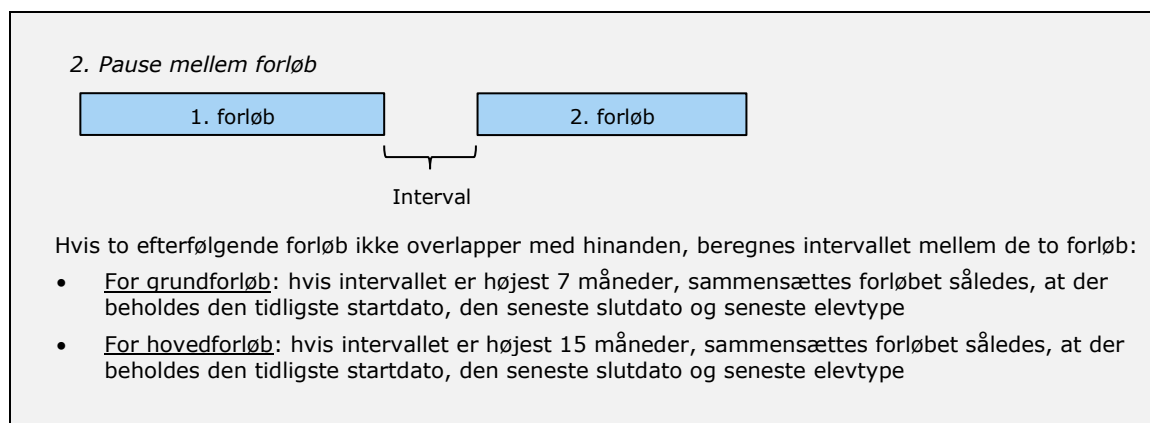 2. Pause mellem forløb
1. forløb
2. forløb
Interval
Hvis to efterfølgende forløb ikke overlapper med hinanden, beregnes intervallet mellem de to forløb:
• For grundforløb: hvis intervallet er højest 7 måneder, sammensættes forløbet således, at der
beholdes den tidligste startdato, den seneste slutdato og seneste elevtype
• For hovedforløb: hvis intervallet er højest 15 måneder, sammensættes forløbet således, at der
beholdes den tidligste startdato, den seneste slutdato og seneste elevtype